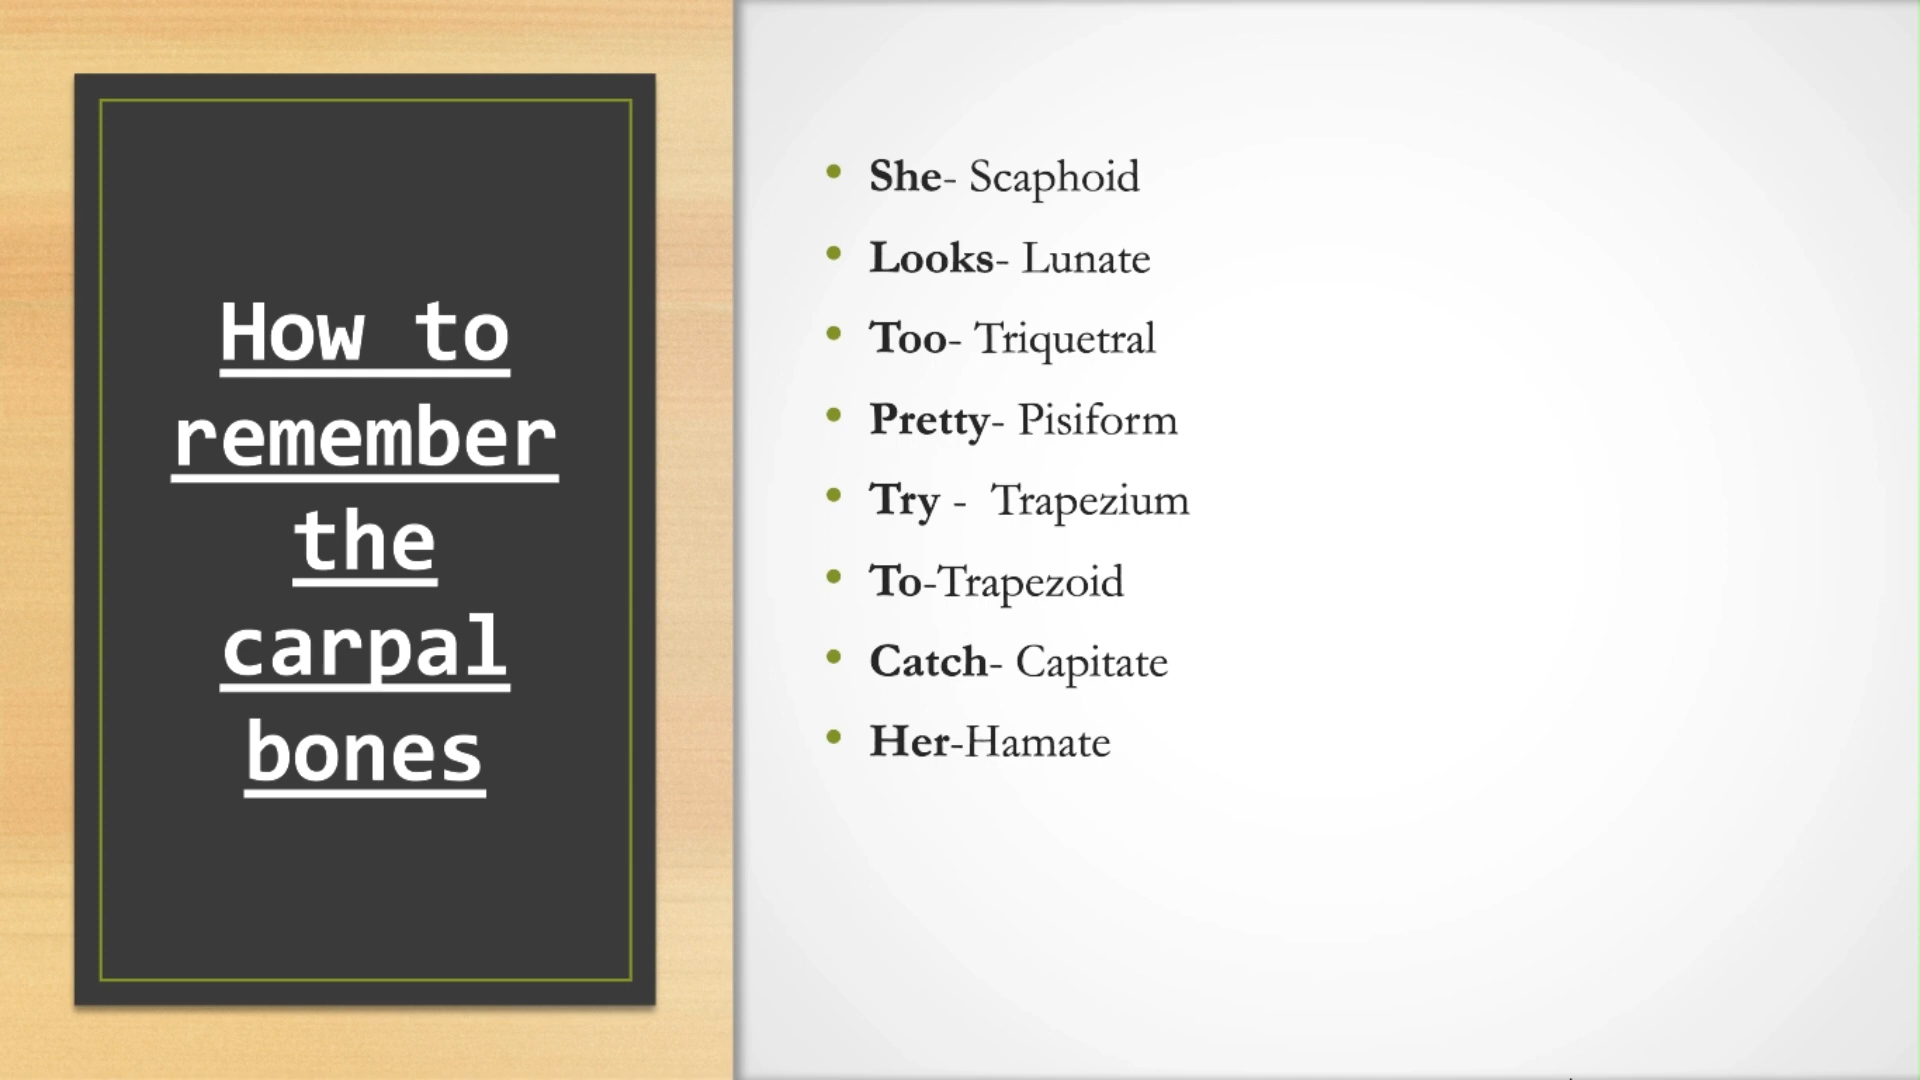 How to
remember
the
carpal
bones
She- Scaphoid
Looks- Lunate
Too- Triquetral
Pretty- Pisiform
Try -  Trapezium
To-Trapezoid
Catch- Capitate
Her-Hamate